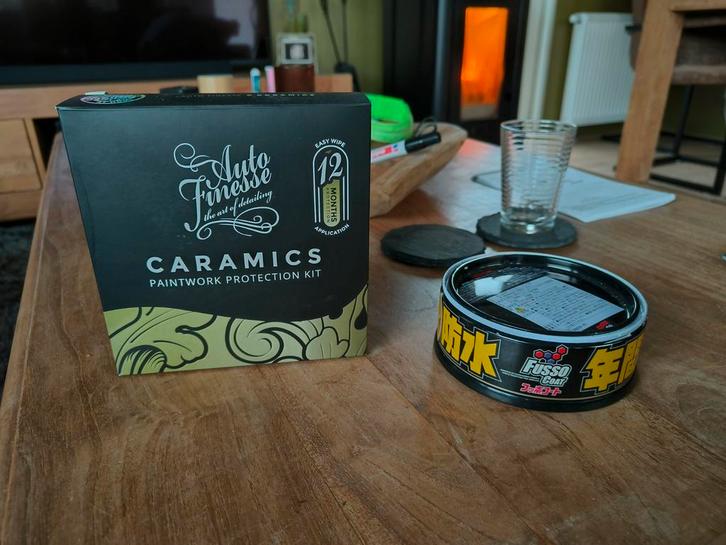 Auto
Finesse
the art of detailing
EASY WIPE
12
MONTHS
PROTECTION
APPLICATION
CARAMICS
PAINTWORK PROTECTION KIT
防水
FUSSO
COAT
フッソコート
年間